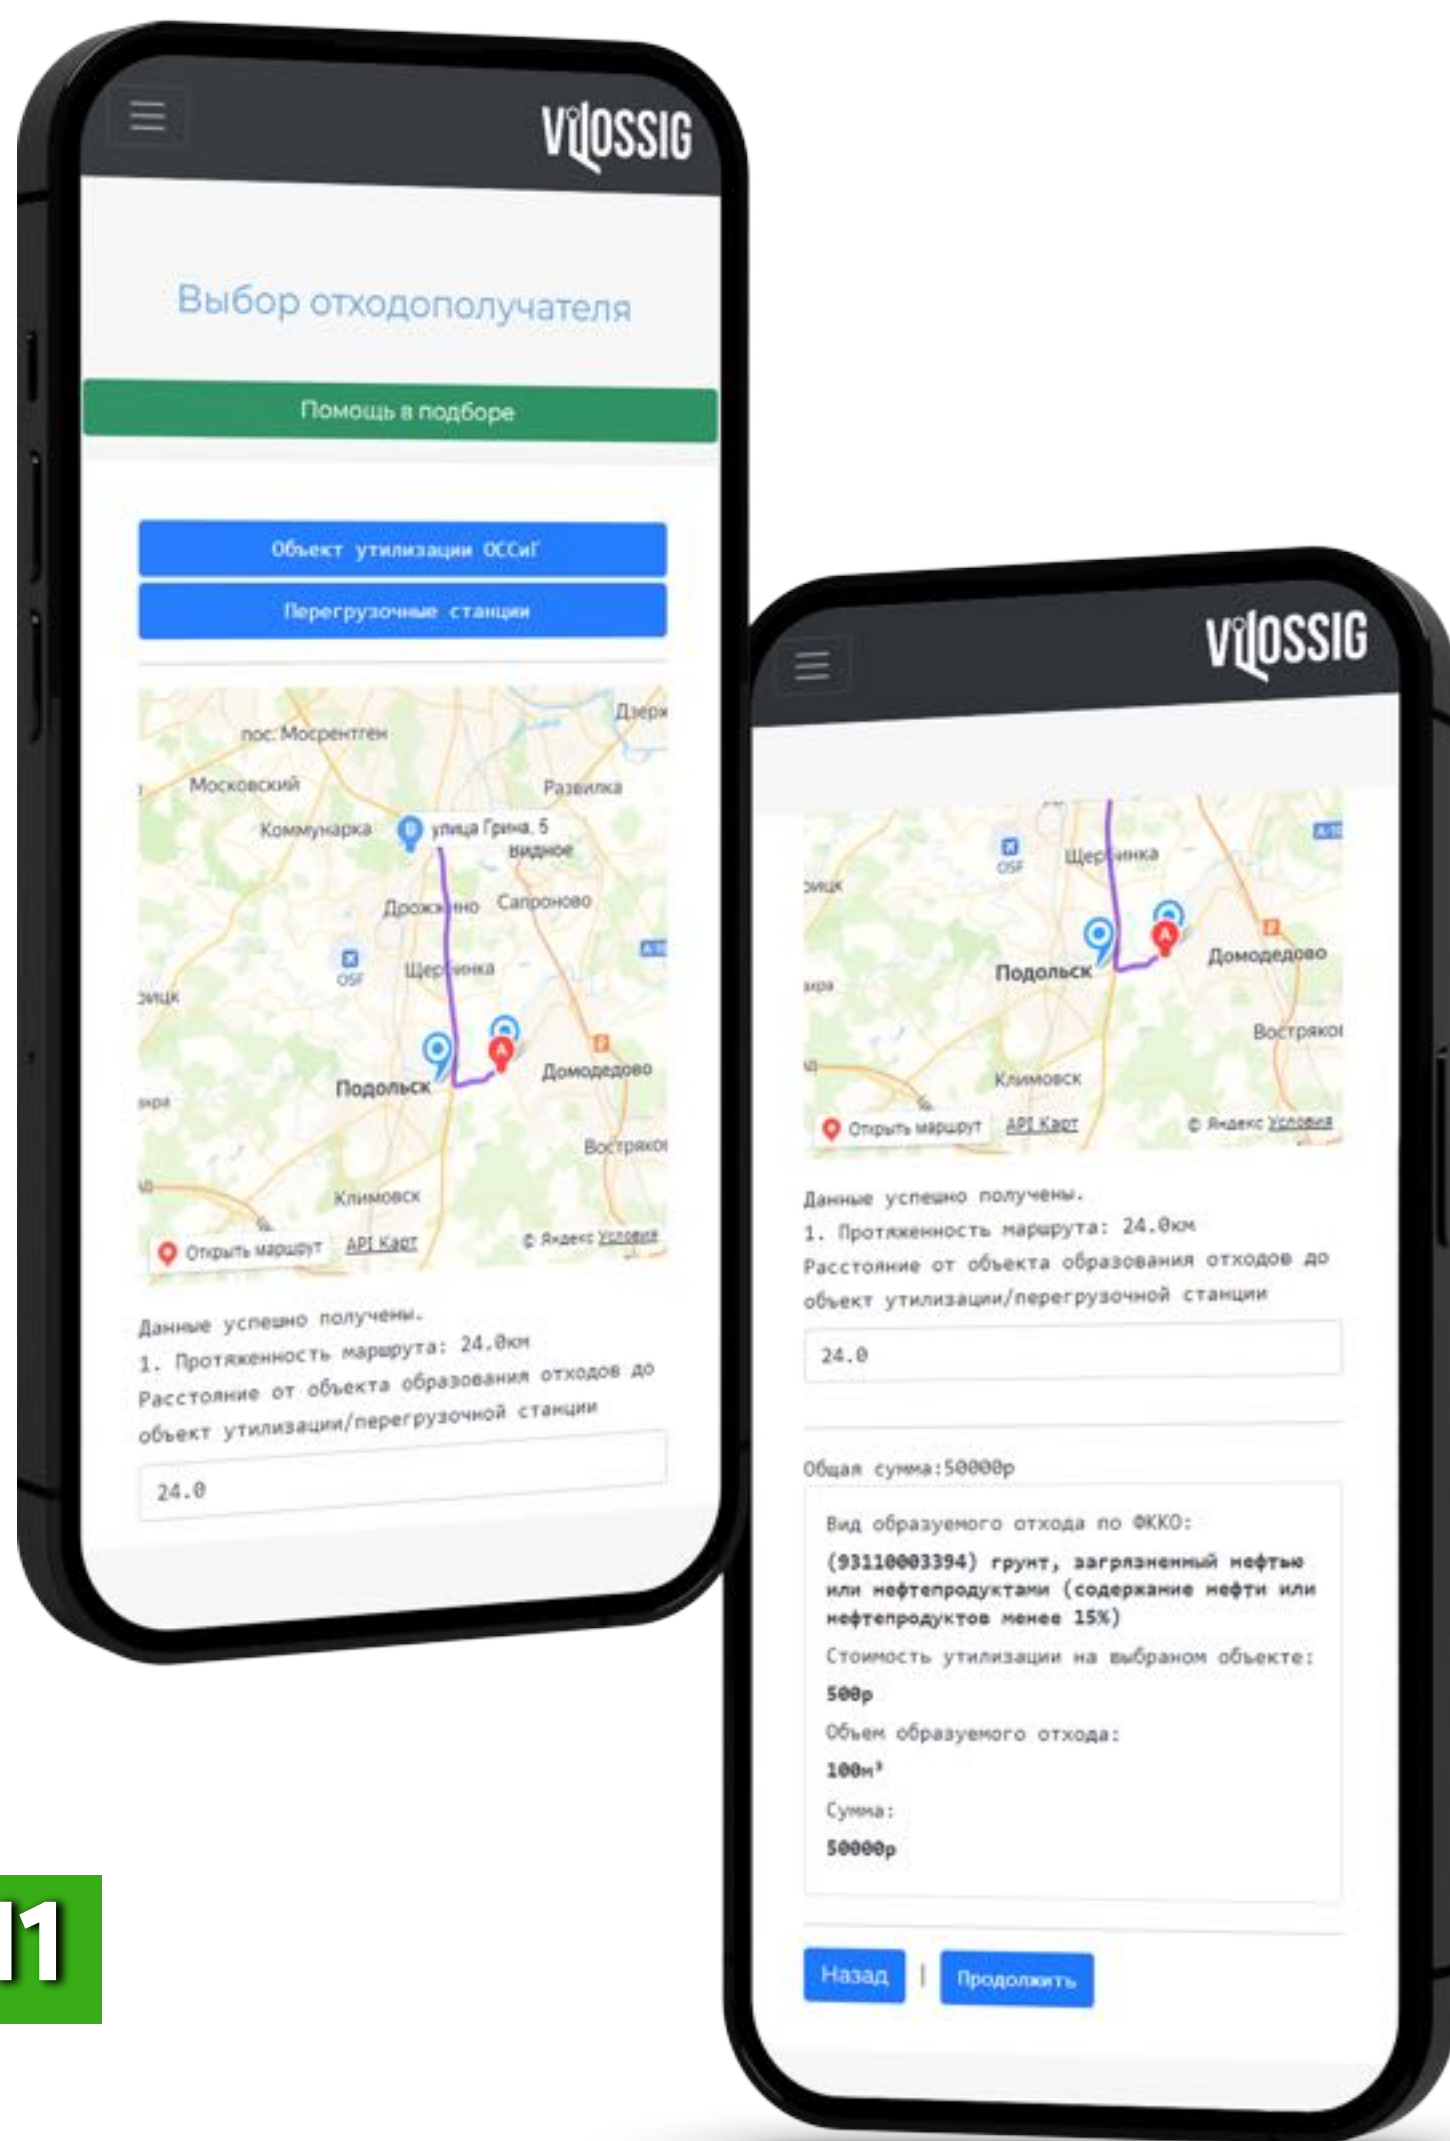 VILOSSIG
Выбор отходополучателя
Помощь в подборе
Объект утилизации ОССиГ
Перегрузочные станции
Дзерж
пос. Мосрентген
Московский
Развилка
Коммунарка
B
улица Грина, 5
Видное
Дрожжино
Сапроново
OSF
Щербинка
A
Подольск
Домодедово
Востряков
Климовск
Открыть маршрут
API Карт
© Яндекс Условия
Данные успешно получены.
1. Протяженность маршрута: 24.0км
Расстояние от объекта образования отходов до
объект утилизации/перегрузочной станции
24.0
VILOSSIG
OSF
Щербинка
A
Подольск
Домодедово
Климовск
Открыть маршрут
API Карт
© Яндекс Условия
Данные успешно получены.
1. Протяженность маршрута: 24.0км
Расстояние от объекта образования отходов до
объект утилизации/перегрузочной станции
24.0
Общая сумма:50000р
Вид образуемого отхода по ФККО:
(93110003394) грунт, загрязненный нефтью
или нефтепродуктами (содержание нефти или
нефтепродуктов менее 15%)
Стоимость утилизации на выбраном объекте:
500р
Объем образуемого отхода:
100м³
Сумма:
50000р
Назад | Продолжить